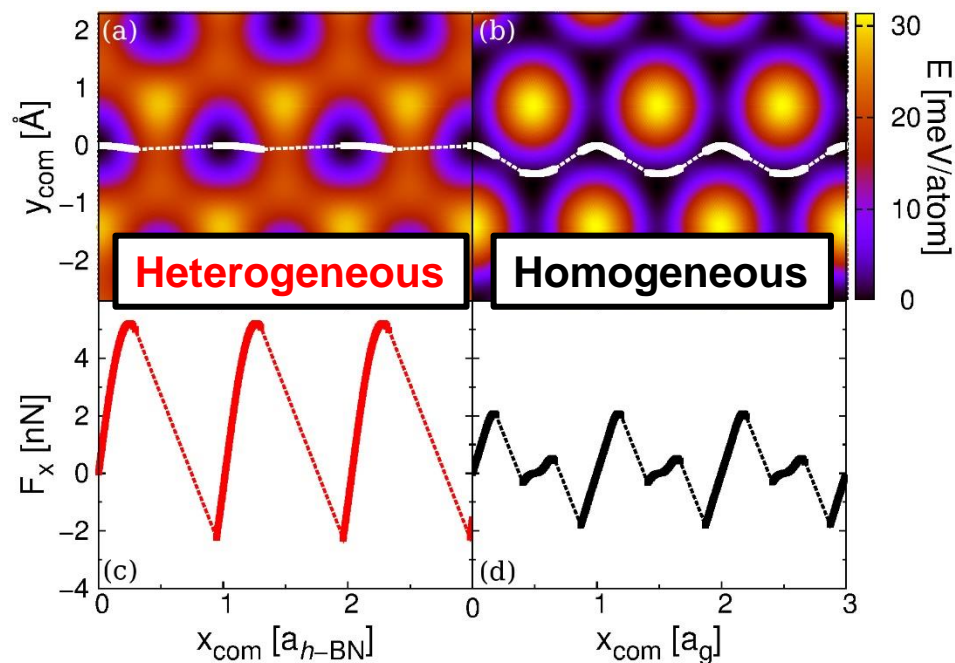 (a)
(b)
2
1
0
−1
−2
y_com [Å]
30
20
10
0
E [meV/atom]
Heterogeneous
Homogeneous
4
2
0
−2
−4
F_x [nN]
(c)
(d)
0
1
2
0
1
2
3
x_com [a_h−BN]
x_com [a_g]